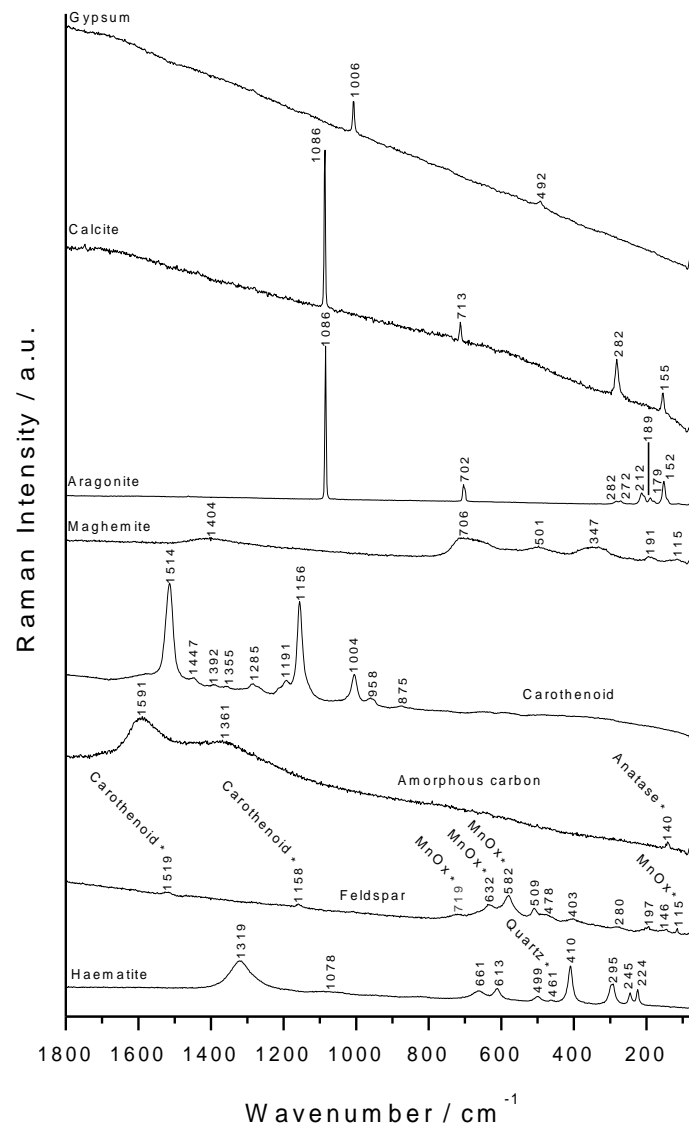 Gypsum
1006
492
1086
Calcite
713
282
155
1086
Aragonite
702
282
272
212
189
179
152
Maghemite
1404
706
501
347
191
115
1514
1447
1392
1355
1285
1191
1156
1004
958
875
Carothenoid
1591
1361
Amorphous carbon
Anatase*
140
Carothenoid*
1519
Carothenoid*
1158
Feldspar
MnOx*
719
MnOx*
632
MnOx*
582
509
478
403
280
197
146
MnOx*
115
Haematite
1319
1078
661
613
499
Quartz*
461
410
295
245
224
1800 1600 1400 1200 1000 800 600 400 200
Wavenumber / cm-1
Raman Intensity / a.u.